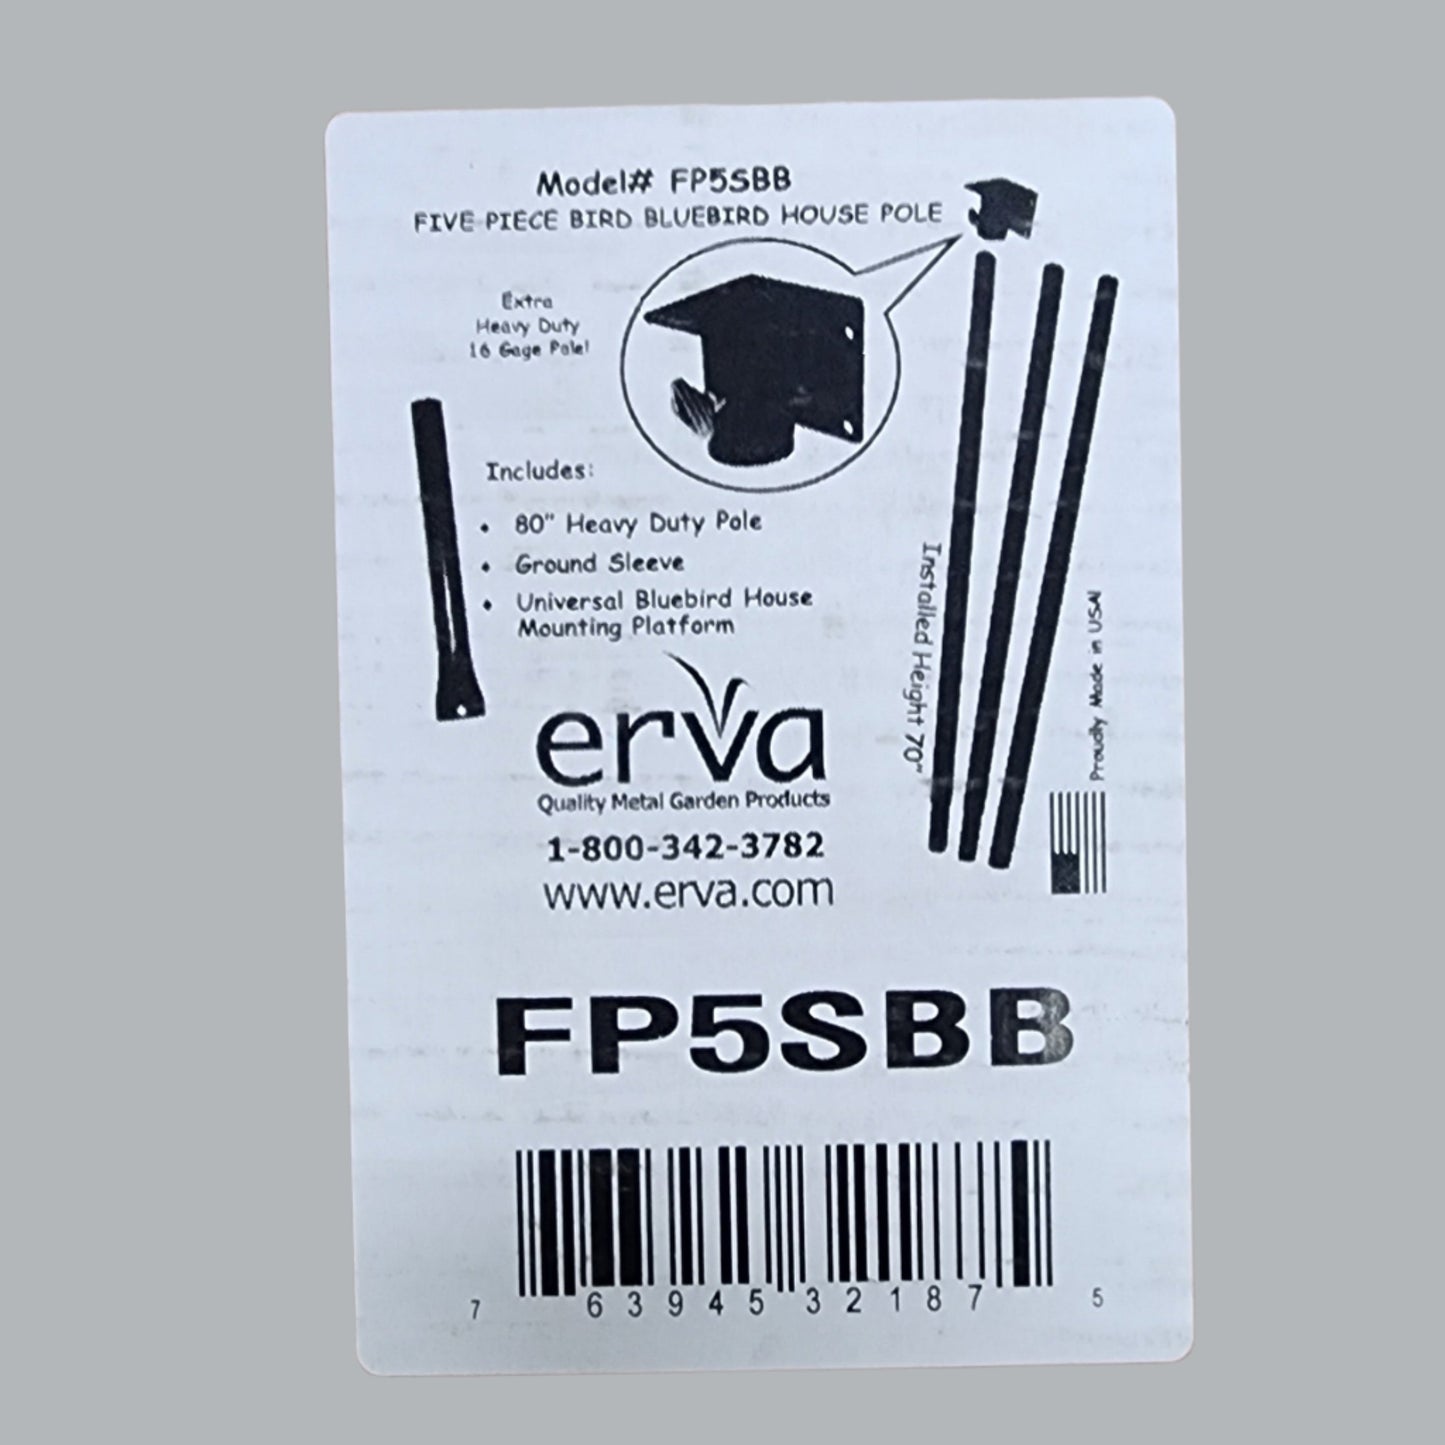 Model# FP5SBB
FIVE PIECE BIRD BLUEBIRD HOUSE POLE
Extra
Heavy Duty
16 Gage Pole!
Includes:
• 80" Heavy Duty Pole
• Ground Sleeve
• Universal Bluebird House
Mounting Platform
Installed Height 70"
Proudly Made in USA!
erva
Quality Metal Garden Products
1-800-342-3782
www.erva.com
FP5SBB
7 63945 32187 5